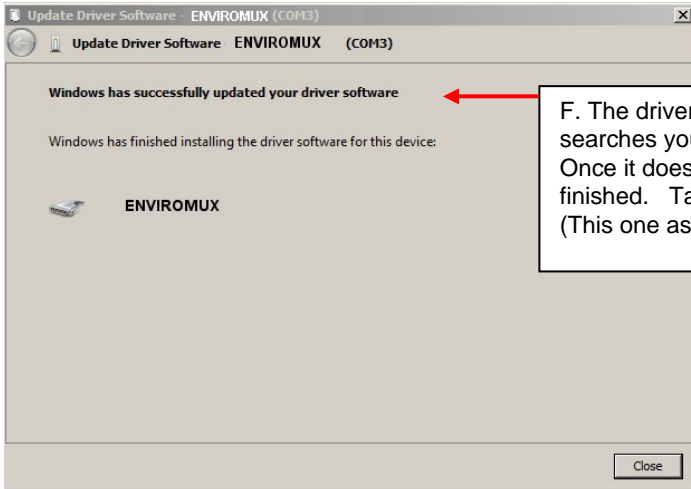 Update Driver Software - ENVIROMUX (COM3)
Update Driver Software - ENVIROMUX (COM3)
Windows has successfully updated your driver software
Windows has finished installing the driver software for this device:
ENVIROMUX
F. The driver
searches you
Once it does
finished. Ta
(This one as
Close